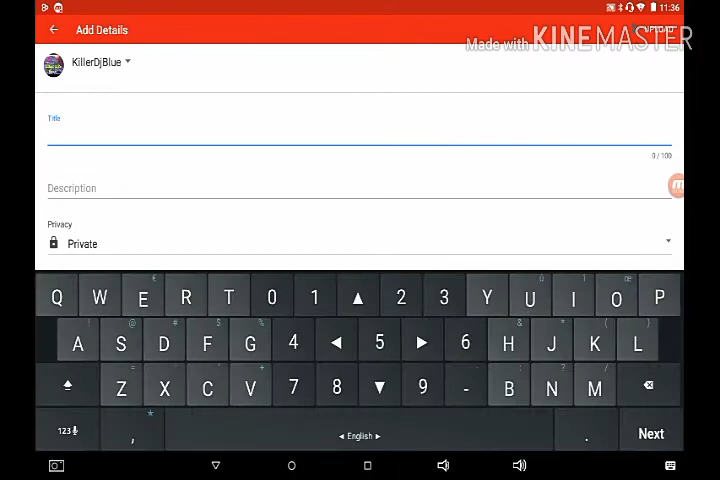 11:36
Add Details
UPLOAD
Made with KINEMASTER
KillerDjBlue
Title
0 / 100
Description
Privacy
Private
Q W E R T 0 1 ▲ 2 3 Y U I O P
A S D F G 4 ◀ 5 ▶ 6 H J K L
Z X C V 7 8 ▼ 9 - B N M
123 , ◂ English ▸ . Next